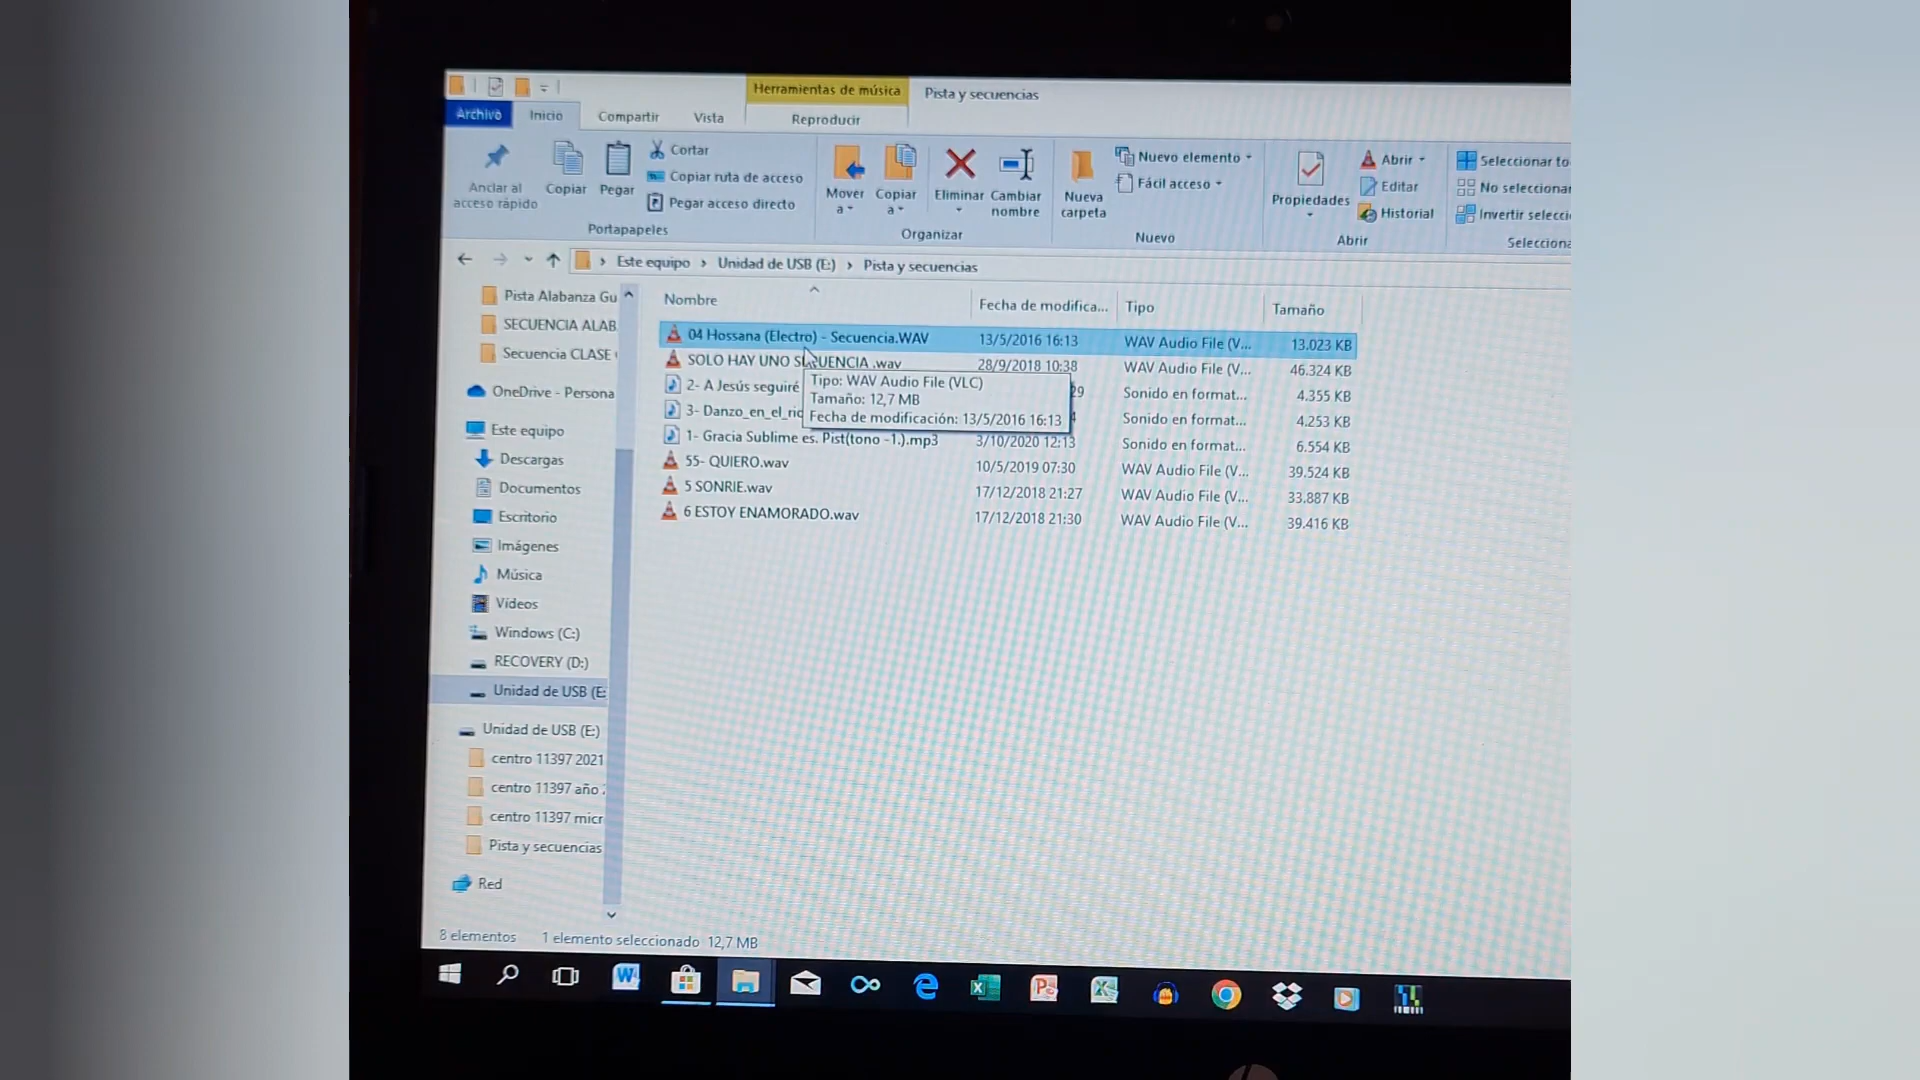 Herramientas de música
Pista y secuencias
Archivo
Inicio
Compartir
Vista
Reproducir
Anclar al
acceso rápido
Copiar
Pegar
Cortar
Copiar ruta de acceso
Pegar acceso directo
Portapapeles
Mover
a
Copiar
a
Eliminar
Cambiar
nombre
Organizar
Nueva
carpeta
Nuevo elemento
Fácil acceso
Nuevo
Propiedades
Abrir
Editar
Historial
Abrir
Seleccionar to
No selecciona
Invertir selecci
Selecciona
Este equipo > Unidad de USB (E:) > Pista y secuencias
Pista Alabanza Gu
SECUENCIA ALAB
Secuencia CLASE
OneDrive - Persona
Este equipo
Descargas
Documentos
Escritorio
Imágenes
Música
Vídeos
Windows (C:)
RECOVERY (D:)
Unidad de USB (E:
Unidad de USB (E:)
centro 11397 2021
centro 11397 año
centro 11397 micr
Pista y secuencias
Red
Nombre Fecha de modifica... Tipo Tamaño
04 Hossana (Electro) - Secuencia.WAV 13/5/2016 16:13 WAV Audio File (V... 13.023 KB
SOLO HAY UNO SECUENCIA .wav 28/9/2018 10:38 WAV Audio File (V... 46.324 KB
2- A Jesús seguiré 29 Sonido en format... 4.355 KB
3- Danzo_en_el_ri Sonido en format... 4.253 KB
1- Gracia Sublime es. Pist(tono -1.).mp3 3/10/2020 12:13 Sonido en format... 6.554 KB
55- QUIERO.wav 10/5/2019 07:30 WAV Audio File (V... 39.524 KB
5 SONRIE.wav 17/12/2018 21:27 WAV Audio File (V... 33.887 KB
6 ESTOY ENAMORADO.wav 17/12/2018 21:30 WAV Audio File (V... 39.416 KB
Tipo: WAV Audio File (VLC)
Tamaño: 12,7 MB
Fecha de modificación: 13/5/2016 16:13
8 elementos 1 elemento seleccionado 12,7 MB